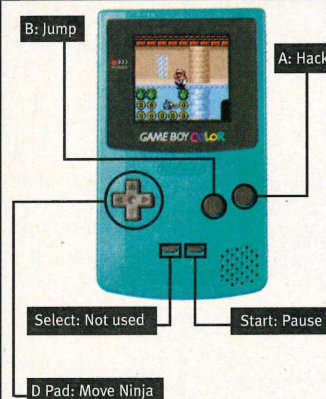 B: Jump
A: Hack
GAME BOY COLOR
Select: Not used
Start: Pause
D Pad: Move Ninja